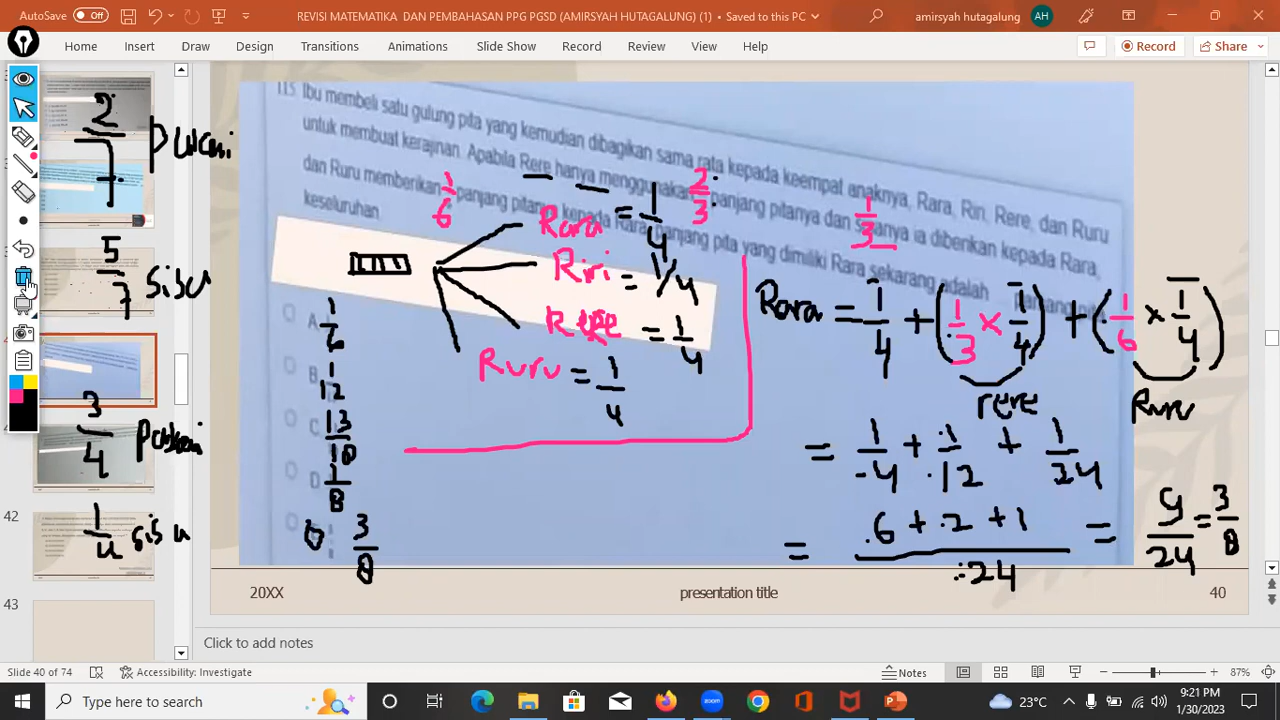 AutoSave Off REVISI MATEMATIKA DAN PEMBAHASAN PPG PGSD (AMIRSYAH HUTAGALUNG) (1) • Saved to this PC amirsyah hutagalung AH
Home Insert Draw Design Transitions Animations Slide Show Record Review View Help Record Share
2/7
5/7 sisa
3/4
1/4 sisa
42
43
115. Ibu membeli satu gulung pita yang kemudian dibagikan sama rata kepada keempat anaknya, Rara, Riri, Rere, dan Ruru
untuk membuat kerajinan. Apabila Rere hanya menggunakan 2/3 panjang pitanya dan sisanya ia diberikan kepada Rara,
dan Ruru memberikan 1/6 panjang pitanya kepada Rara, panjang pita yang dimiliki Rara sekarang adalah
keseluruhan.
1/3
Rara = 1/4
Riri = 1/4
Rere = 1/4
Ruru = 1/4
A. 1/6
B. 1/12
C. 13/18
D. 1/8
3/8
Rara = 1/4 + (1/3 × 1/4) + (1/6 × 1/4)
rere Ruru
= 1/4 + 1/12 + 1/24
= 6 + 2 + 1 / 24 = 9/24 = 3/8
20XX presentation title 40
Click to add notes
Slide 40 of 74 Accessibility: Investigate Notes 87%
Type here to search zoom 23°C 9:21 PM
1/30/2023